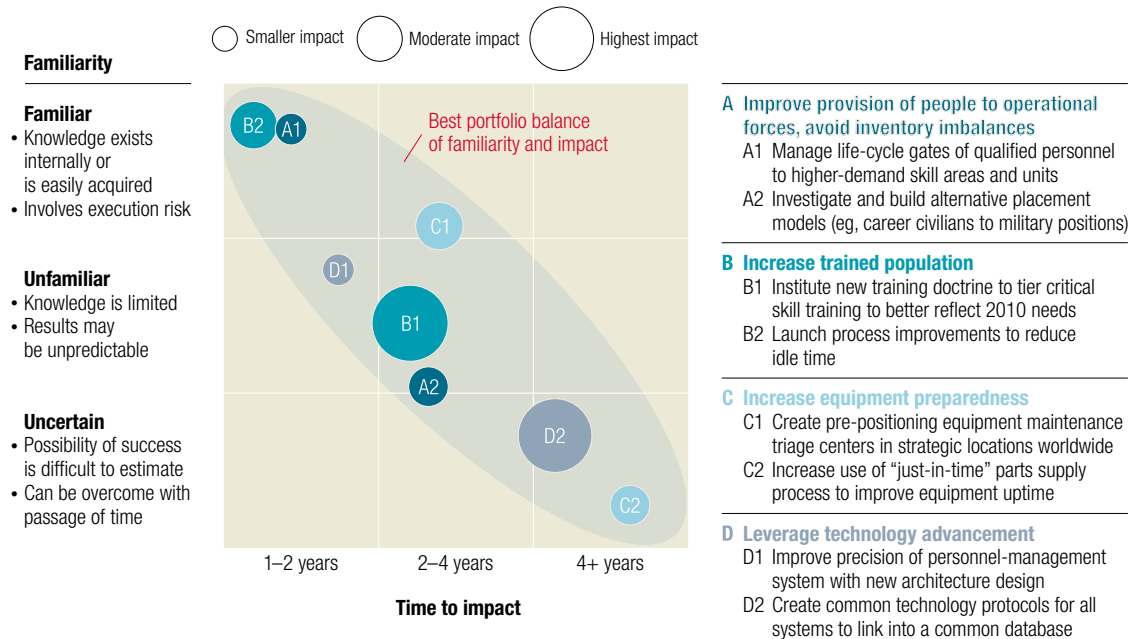 Smaller impact
Moderate impact
Highest impact
Familiarity
Familiar
• Knowledge exists
internally or
is easily acquired
• Involves execution risk
Unfamiliar
• Knowledge is limited
• Results may
be unpredictable
Uncertain
• Possibility of success
is difficult to estimate
• Can be overcome with
passage of time
Best portfolio balance
of familiarity and impact
B2
A1
C1
D1
B1
A2
D2
C2
1–2 years
2–4 years
4+ years
Time to impact
A Improve provision of people to operational
forces, avoid inventory imbalances
A1 Manage life-cycle gates of qualified personnel
to higher-demand skill areas and units
A2 Investigate and build alternative placement
models (eg, career civilians to military positions)
B Increase trained population
B1 Institute new training doctrine to tier critical
skill training to better reflect 2010 needs
B2 Launch process improvements to reduce
idle time
C Increase equipment preparedness
C1 Create pre-positioning equipment maintenance
triage centers in strategic locations worldwide
C2 Increase use of “just-in-time” parts supply
process to improve equipment uptime
D Leverage technology advancement
D1 Improve precision of personnel-management
system with new architecture design
D2 Create common technology protocols for all
systems to link into a common database